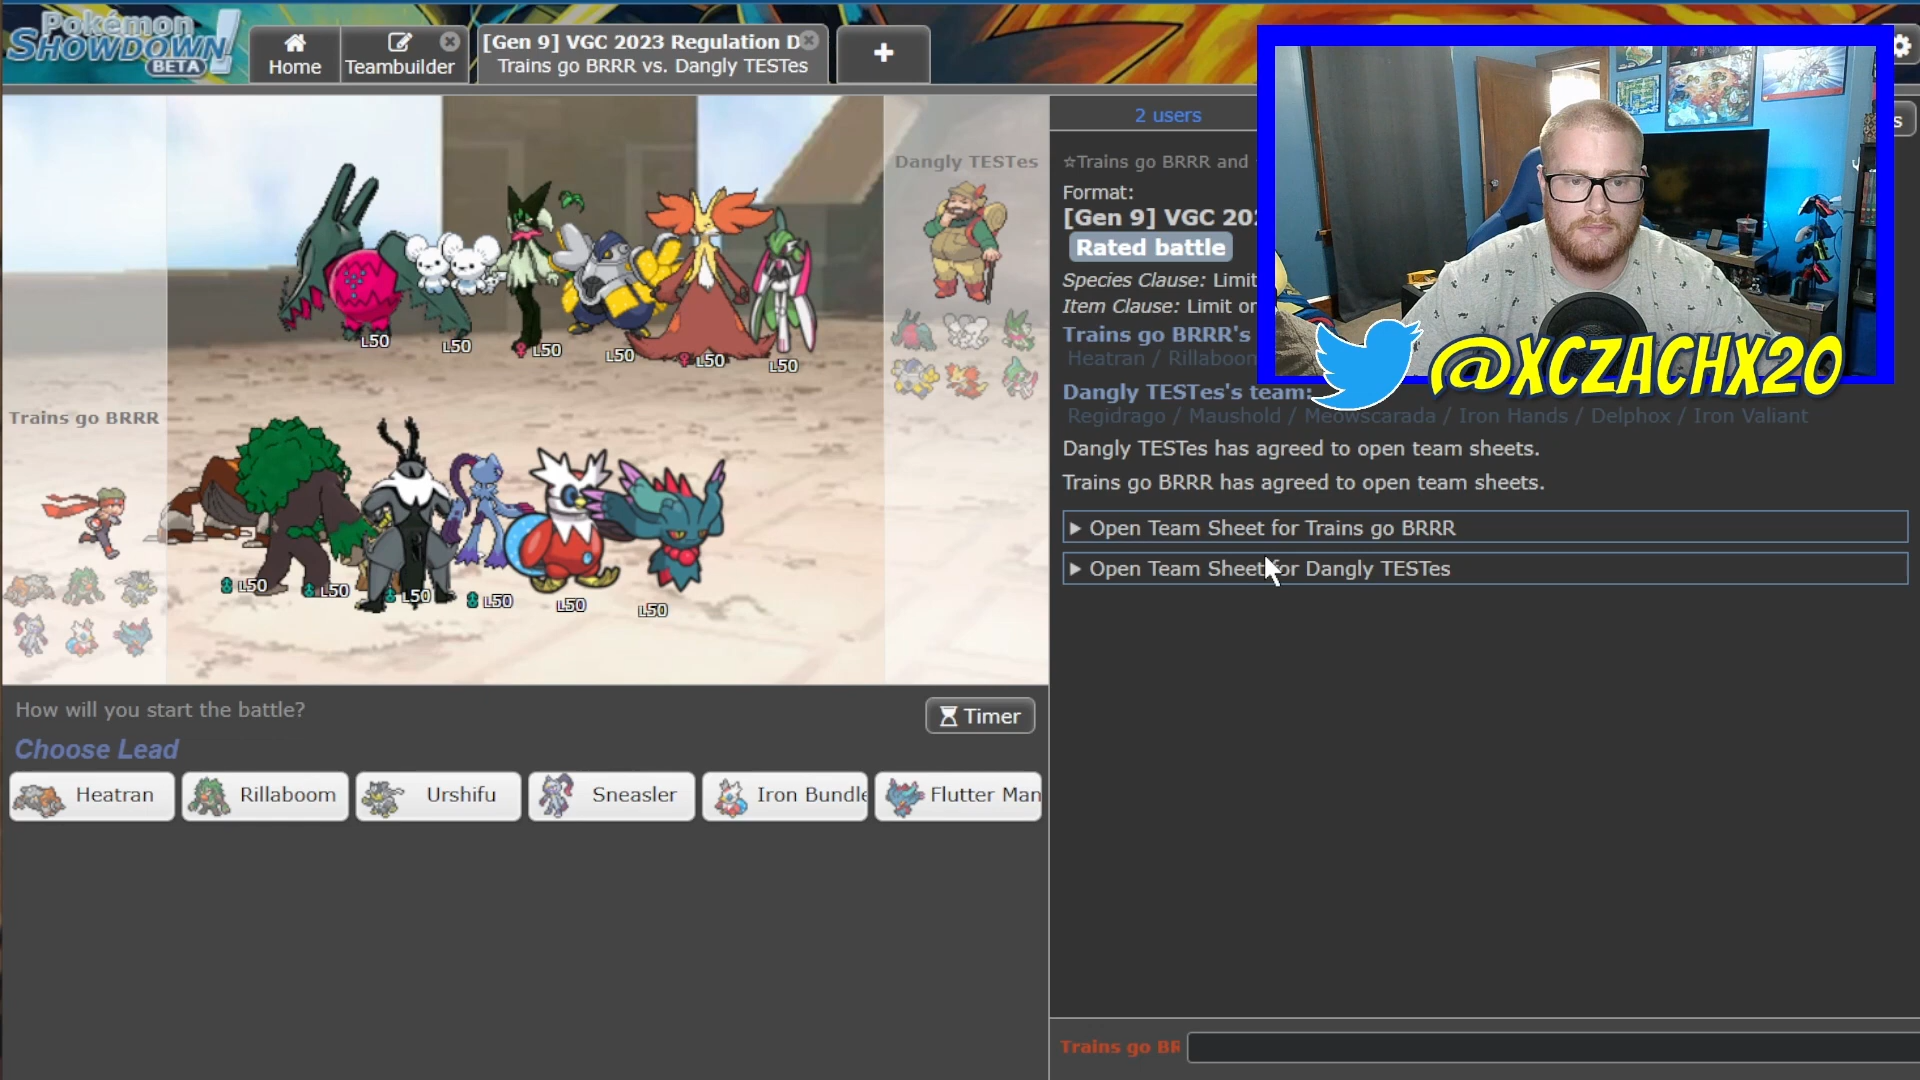 Pokémon
SHOWDOWN!
BETA
Home
Teambuilder
[Gen 9] VGC 2023 Regulation D
Trains go BRRR vs. Dangly TESTes
+
Trains go BRRR
Dangly TESTes
L50
L50
L50
L50
L50
L50
L50
L50
L50
L50
L50
L50
How will you start the battle?
Timer
Choose Lead
Heatran
Rillaboom
Urshifu
Sneasler
Iron Bundle
Flutter Man
2 users
☆Trains go BRRR and
Format:
[Gen 9] VGC 202
Rated battle
Species Clause: Limit
Item Clause: Limit or
Trains go BRRR's
Heatran / Rillaboom
Dangly TESTes's team:
Regidrago / Maushold / Meowscarada / Iron Hands / Delphox / Iron Valiant
Dangly TESTes has agreed to open team sheets.
Trains go BRRR has agreed to open team sheets.
Open Team Sheet for Trains go BRRR
Open Team Sheet for Dangly TESTes
@XCZACHX20
Trains go BR